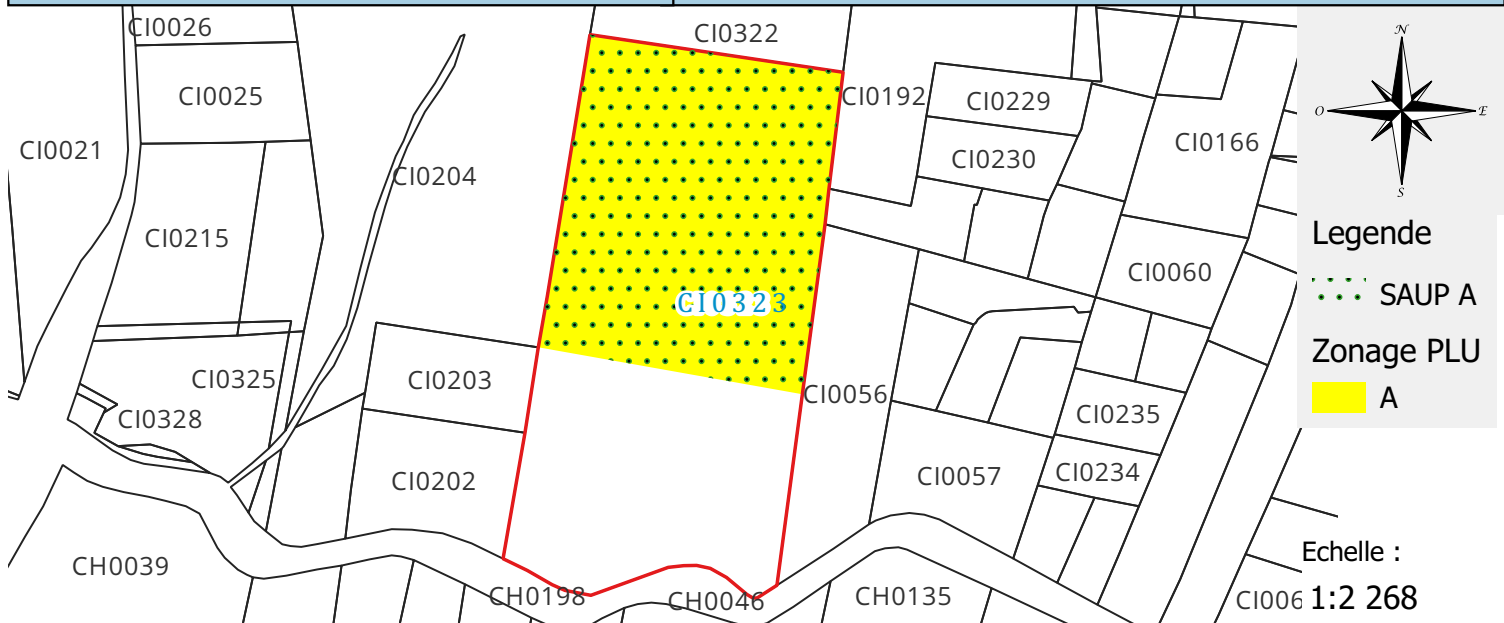 CI0026
CI0322
CI0025
CI0192
CI0229
CI0021
CI0204
CI0230
CI0166
CI0215
CI0060
CI0323
CI0325
CI0203
CI0056
CI0328
CI0235
CI0202
CI0057
CI0234
CH0039
CH0198
CH0046
CH0135
CI006
N
O
E
S
Legende
SAUP A
Zonage PLU
A
Echelle :
1:2 268